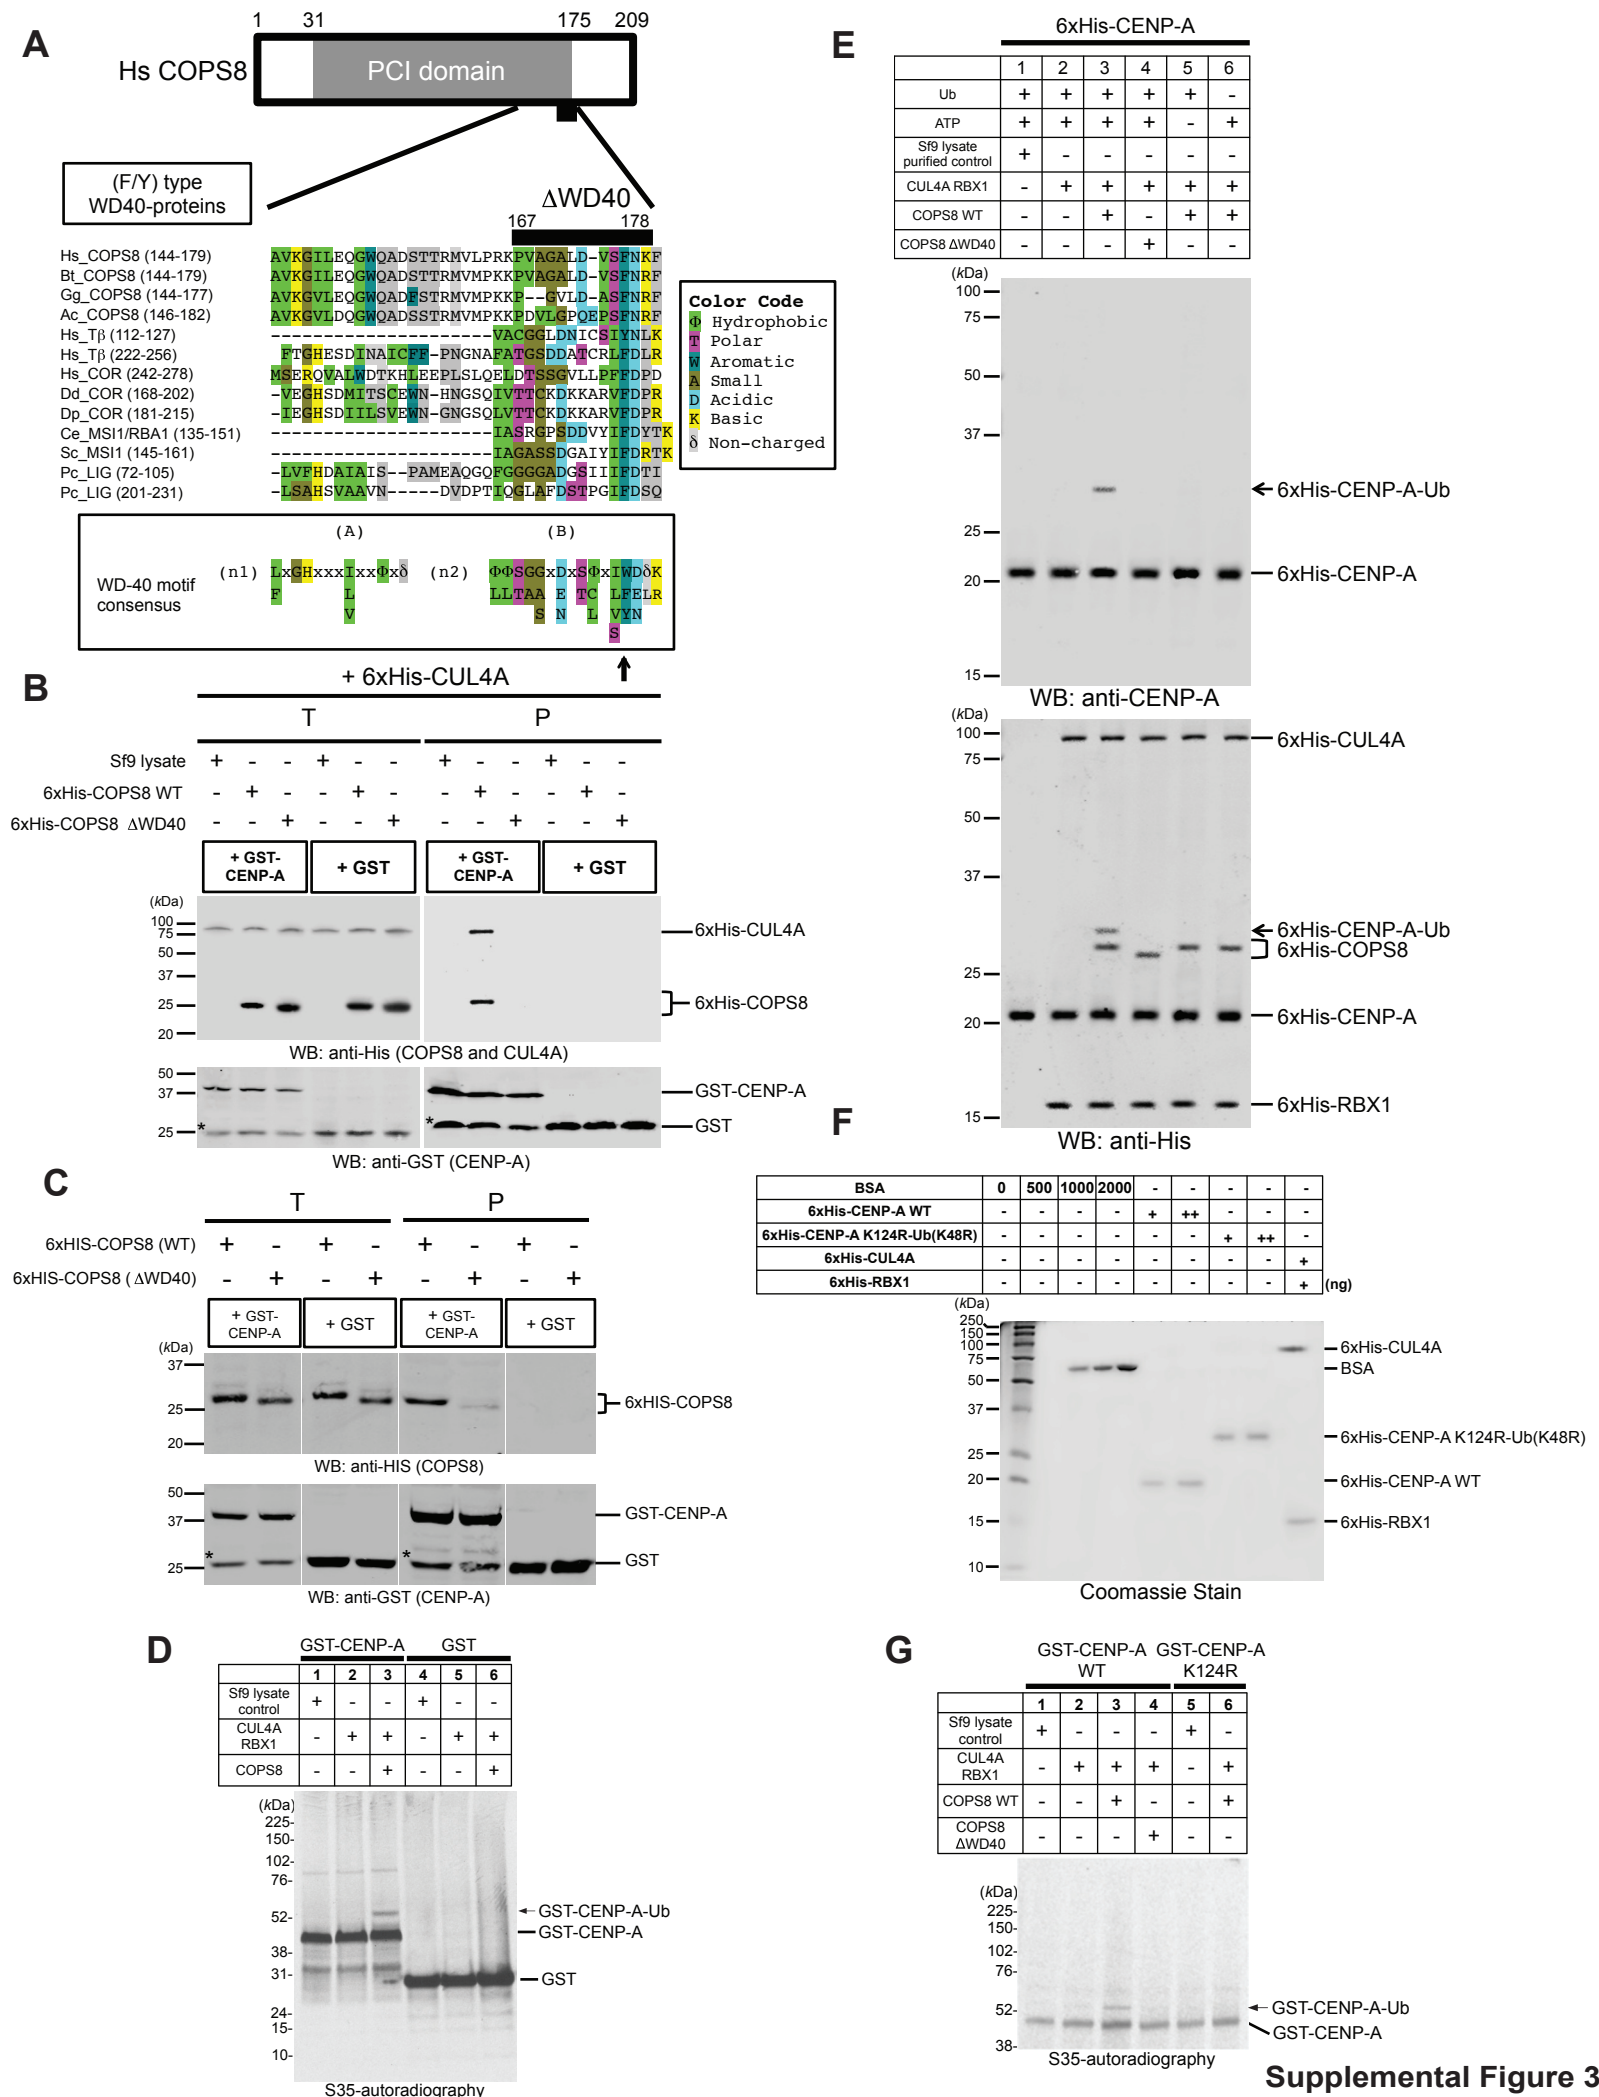 A
1 31 175 209
Hs COPS8
PCI domain
(F/Y) type
WD40-proteins
ΔWD40
167 178
Hs_COPS8 (144-179) AVKGILEQGWQADSTTRMVLPRKPVAGALD-VSFNKF
Bt_COPS8 (144-179) AVKGILEQGWQADSTTRMVMPKKPVAGALD-VSFNRF
Gg_COPS8 (144-177) AVKGVLEQGWQADFSTRMVMPKKP--GVLD-ASFNRF
Ac_COPS8 (146-182) AVKGVLDQGWQADSSTRMVMPKKPDVLGPQEPSFNRF
Hs_Tβ (112-127) --------------------VACGGLDNICSIYNLK
Hs_Tβ (222-256) FTGHESDINAICFF-PNGNAFATGSDDATCRLFDLR
Hs_COR (242-278) MSERQVALWDTKHLEEPLSLQELDTSSGVLLPFFDPD
Dd_COR (168-202) -VEGHSDMITSCEWN-HNGSQIVTTCKDKKARVFDPR
Dp_COR (181-215) -IEGHSDIILSVEWN-GNGSQLVTTCKDKKARVFDPR
Ce_MSI1/RBA1 (135-151) --------------------IASRGPSDDVYIFDYTK
Sc_MSI1 (145-161) --------------------IAGASSDGAIYIFDRTK
Pc_LIG (72-105) -LVFHDAIAIS--PAMEAQGQFGGGGADGSIIIFDTI
Pc_LIG (201-231) -LSAHSVAAVN-----DVDPTIQGLAFDSTPGIFDSQ
Color Code
Φ Hydrophobic
T Polar
W Aromatic
A Small
D Acidic
K Basic
δ Non-charged
(A) (B)
WD-40 motif
consensus
(n1) LxGHxxxIxxΦxδ (n2) ΦΦSGGxDxSΦxIWDδK
F L LLTAA E TC LFELR
V S N L VYN
S
B
+ 6xHis-CUL4A
T P
Sf9 lysate + - - + - - + - - + - -
6xHis-COPS8 WT - + - - + - - + - - + -
6xHis-COPS8 ΔWD40 - - + - - + - - + - - +
+ GST-
CENP-A
+ GST
+ GST-
CENP-A
+ GST
(kDa)
100
75
50
37
25
20
6xHis-CUL4A
6xHis-COPS8
WB: anti-His (COPS8 and CUL4A)
50
37
*
25
*
GST-CENP-A
GST
WB: anti-GST (CENP-A)
C
T P
6xHIS-COPS8 (WT) + - + - + - + -
6xHIS-COPS8 ( ΔWD40) - + - + - + - +
+ GST-
CENP-A
+ GST
+ GST-
CENP-A
+ GST
(kDa)
37
25
20
6xHIS-COPS8
WB: anti-HIS (COPS8)
50
37
*
25
*
GST-CENP-A
GST
WB: anti-GST (CENP-A)
D
GST-CENP-A GST
1 2 3 4 5 6
Sf9 lysate
control + - - + - -
CUL4A
RBX1 - + + - + +
COPS8 - - + - - +
(kDa)
225-
150-
102-
76-
52-
38-
31-
24-
15-
10-
GST-CENP-A-Ub
GST-CENP-A
GST
S35-autoradiography
E
6xHis-CENP-A
1 2 3 4 5 6
Ub + + + + + -
ATP + + + + - +
Sf9 lysate
purified control + - - - - -
CUL4A RBX1 - + + + + +
COPS8 WT - - + - + +
COPS8 ΔWD40 - - - + - -
(kDa)
100
75
50
37
25
20
15
6xHis-CENP-A-Ub
6xHis-CENP-A
WB: anti-CENP-A
(kDa)
100
75
50
37
25
20
15
6xHis-CUL4A
6xHis-CENP-A-Ub
6xHis-COPS8
6xHis-CENP-A
6xHis-RBX1
WB: anti-His
F
BSA 0 500 1000 2000 - - - - -
6xHis-CENP-A WT - - - - + ++ - - -
6xHis-CENP-A K124R-Ub(K48R) - - - - - - + ++ -
6xHis-CUL4A - - - - - - - - +
6xHis-RBX1 - - - - - - - - + (ng)
(kDa)
250
150
100
75
50
37
25
20
15
10
6xHis-CUL4A
BSA
6xHis-CENP-A K124R-Ub(K48R)
6xHis-CENP-A WT
6xHis-RBX1
Coomassie Stain
G
GST-CENP-A
WT
GST-CENP-A
K124R
1 2 3 4 5 6
Sf9 lysate
control + - - - + -
CUL4A
RBX1 - + + + - +
COPS8 WT - - + - - +
COPS8
ΔWD40 - - - + - -
(kDa)
225-
150-
102-
76-
52-
38-
GST-CENP-A-Ub
GST-CENP-A
S35-autoradiography
Supplemental Figure 3